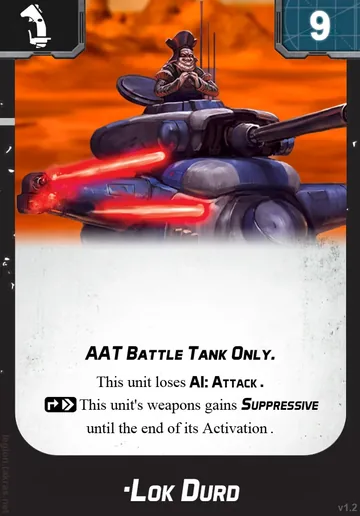 9
AAT Battle Tank Only.
This unit loses AI: Attack .
This unit's weapons gains Suppressive
until the end of its Activation .
•Lok Durd
v1.2